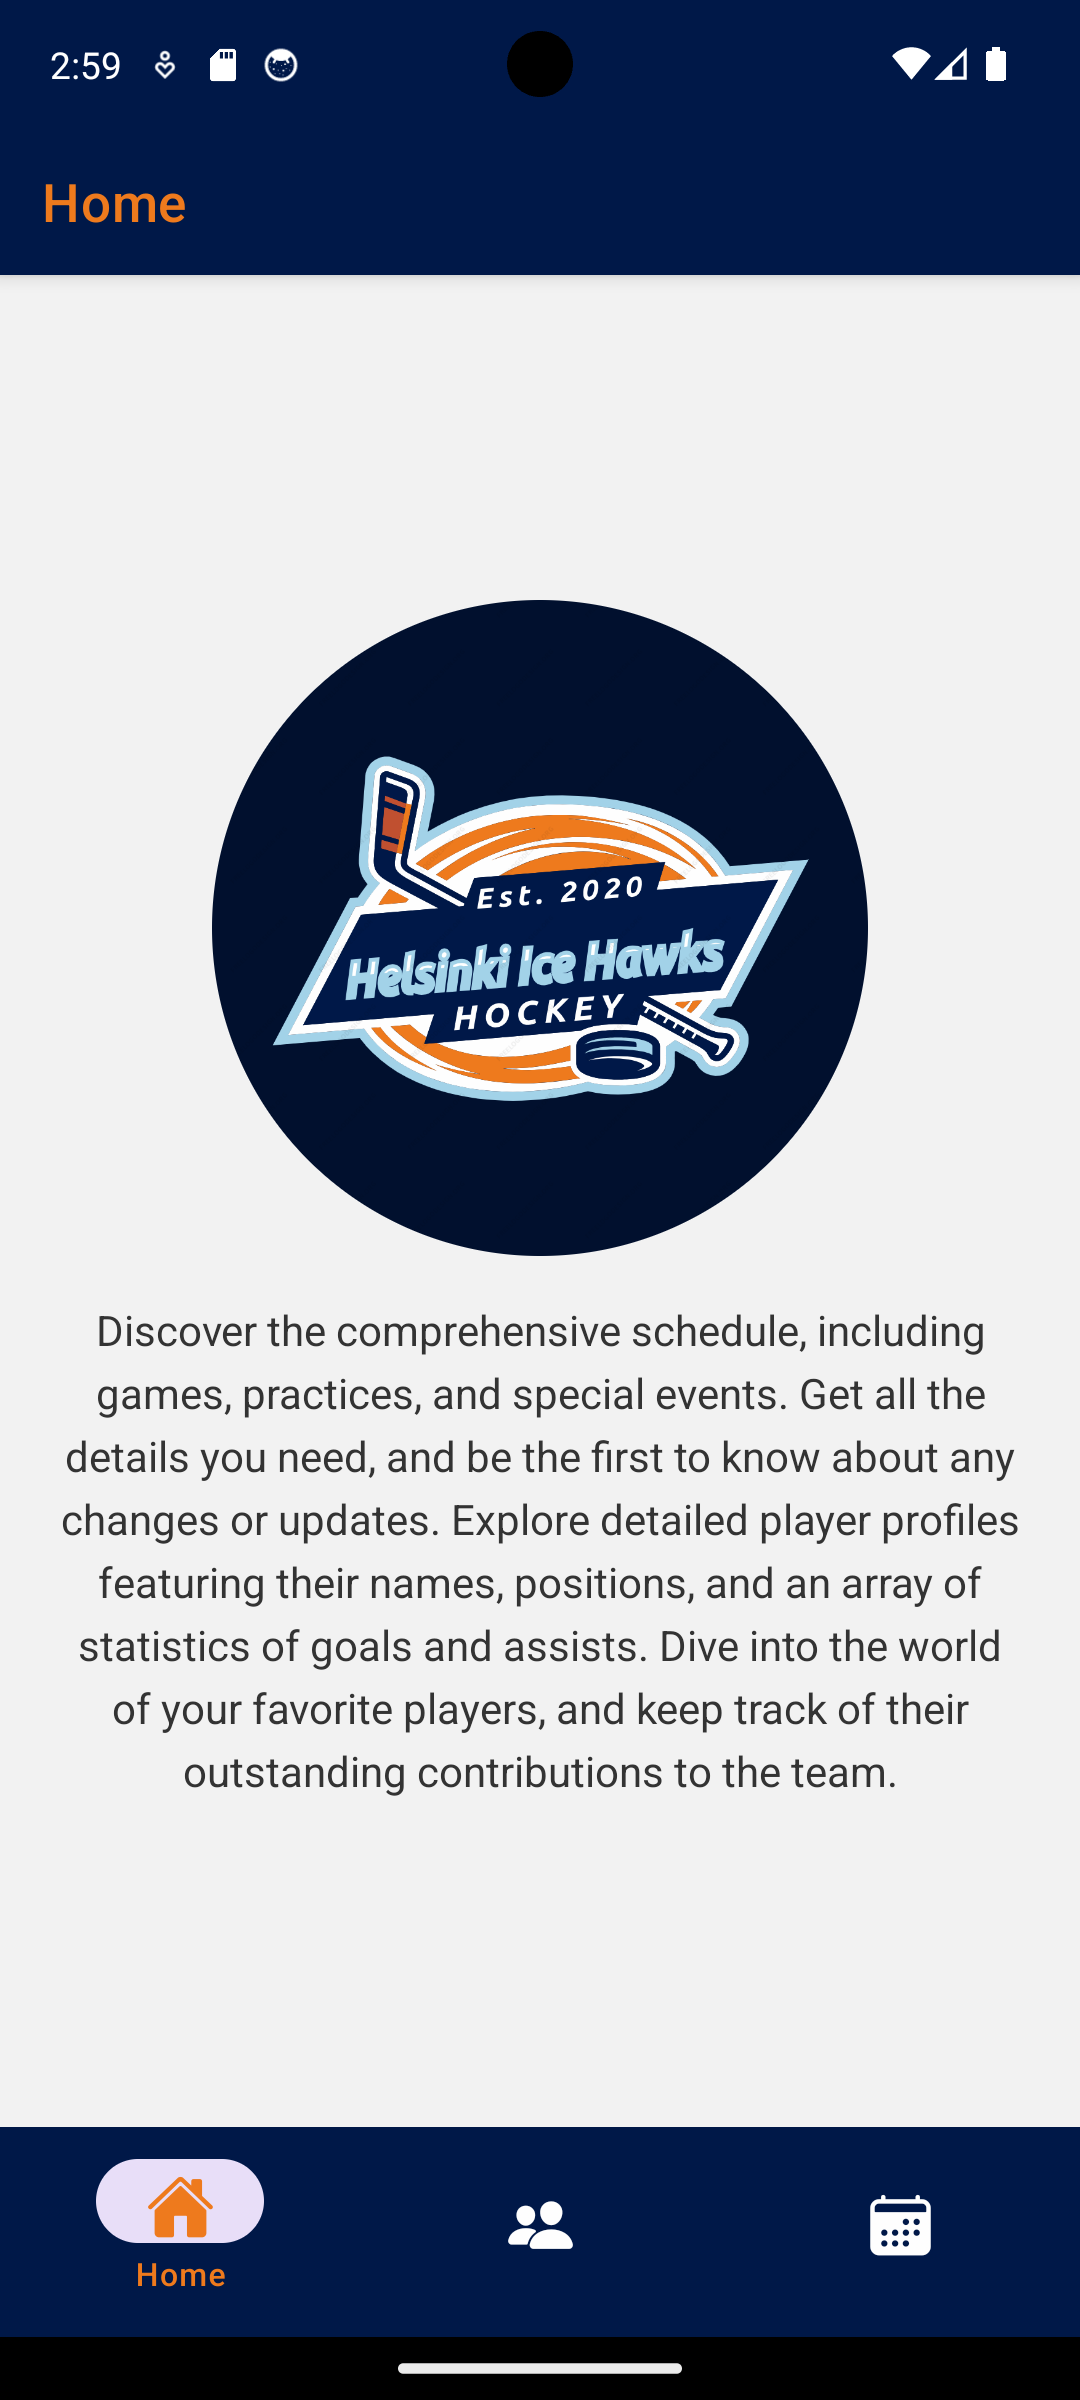 2:59
Home
Est. 2020
Helsinki Ice Hawks
HOCKEY
Discover the comprehensive schedule, including
games, practices, and special events. Get all the
details you need, and be the first to know about any
changes or updates. Explore detailed player profiles
featuring their names, positions, and an array of
statistics of goals and assists. Dive into the world
of your favorite players, and keep track of their
outstanding contributions to the team.
Home